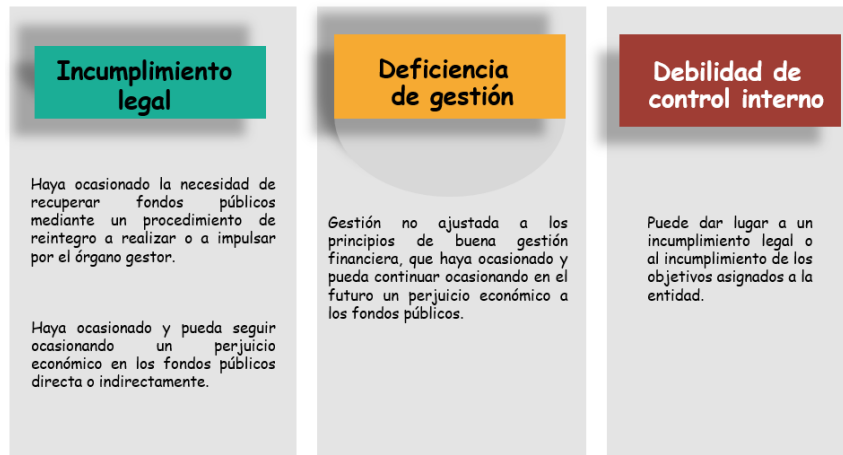 Incumplimiento
legal
Haya ocasionado la necesidad de
recuperar fondos públicos
mediante un procedimiento de
reintegro a realizar o a impulsar
por el órgano gestor.
Haya ocasionado y pueda seguir
ocasionando un perjuicio
económico en los fondos públicos
directa o indirectamente.
Deficiencia
de gestión
Gestión no ajustada a los
principios de buena gestión
financiera, que haya ocasionado y
pueda continuar ocasionando en el
futuro un perjuicio económico a
los fondos públicos.
Debilidad de
control interno
Puede dar lugar a un
incumplimiento legal o
al incumplimiento de los
objetivos asignados a la
entidad.